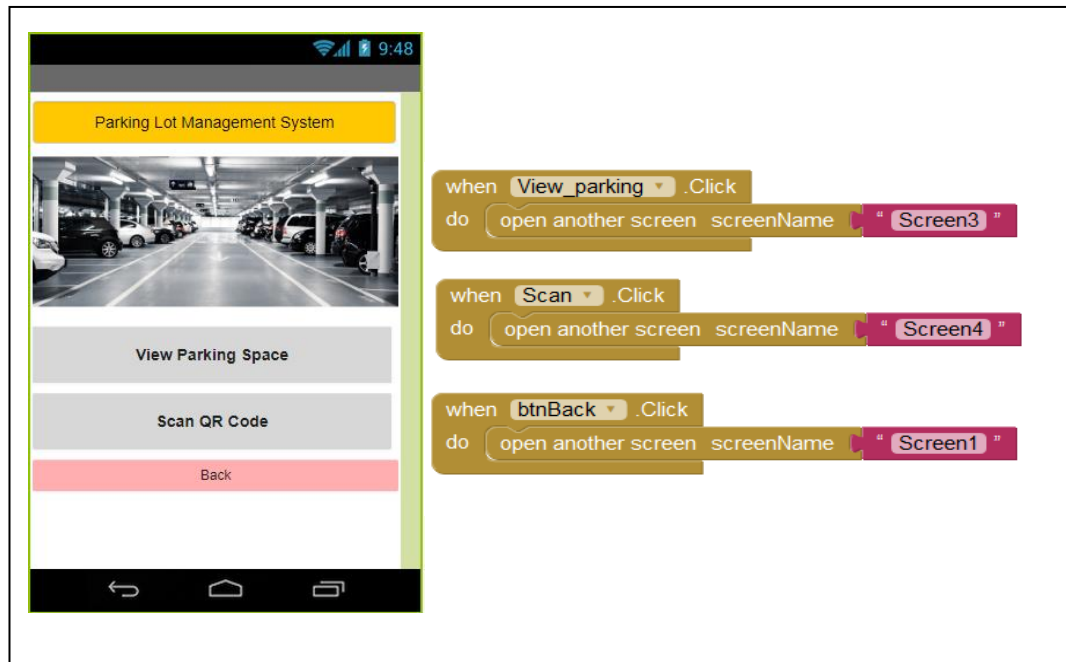 9:48
Parking Lot Management System
View Parking Space
Scan QR Code
Back
when View_parking .Click
do open another screen screenName " Screen3 "
when Scan .Click
do open another screen screenName " Screen4 "
when btnBack .Click
do open another screen screenName " Screen1 "